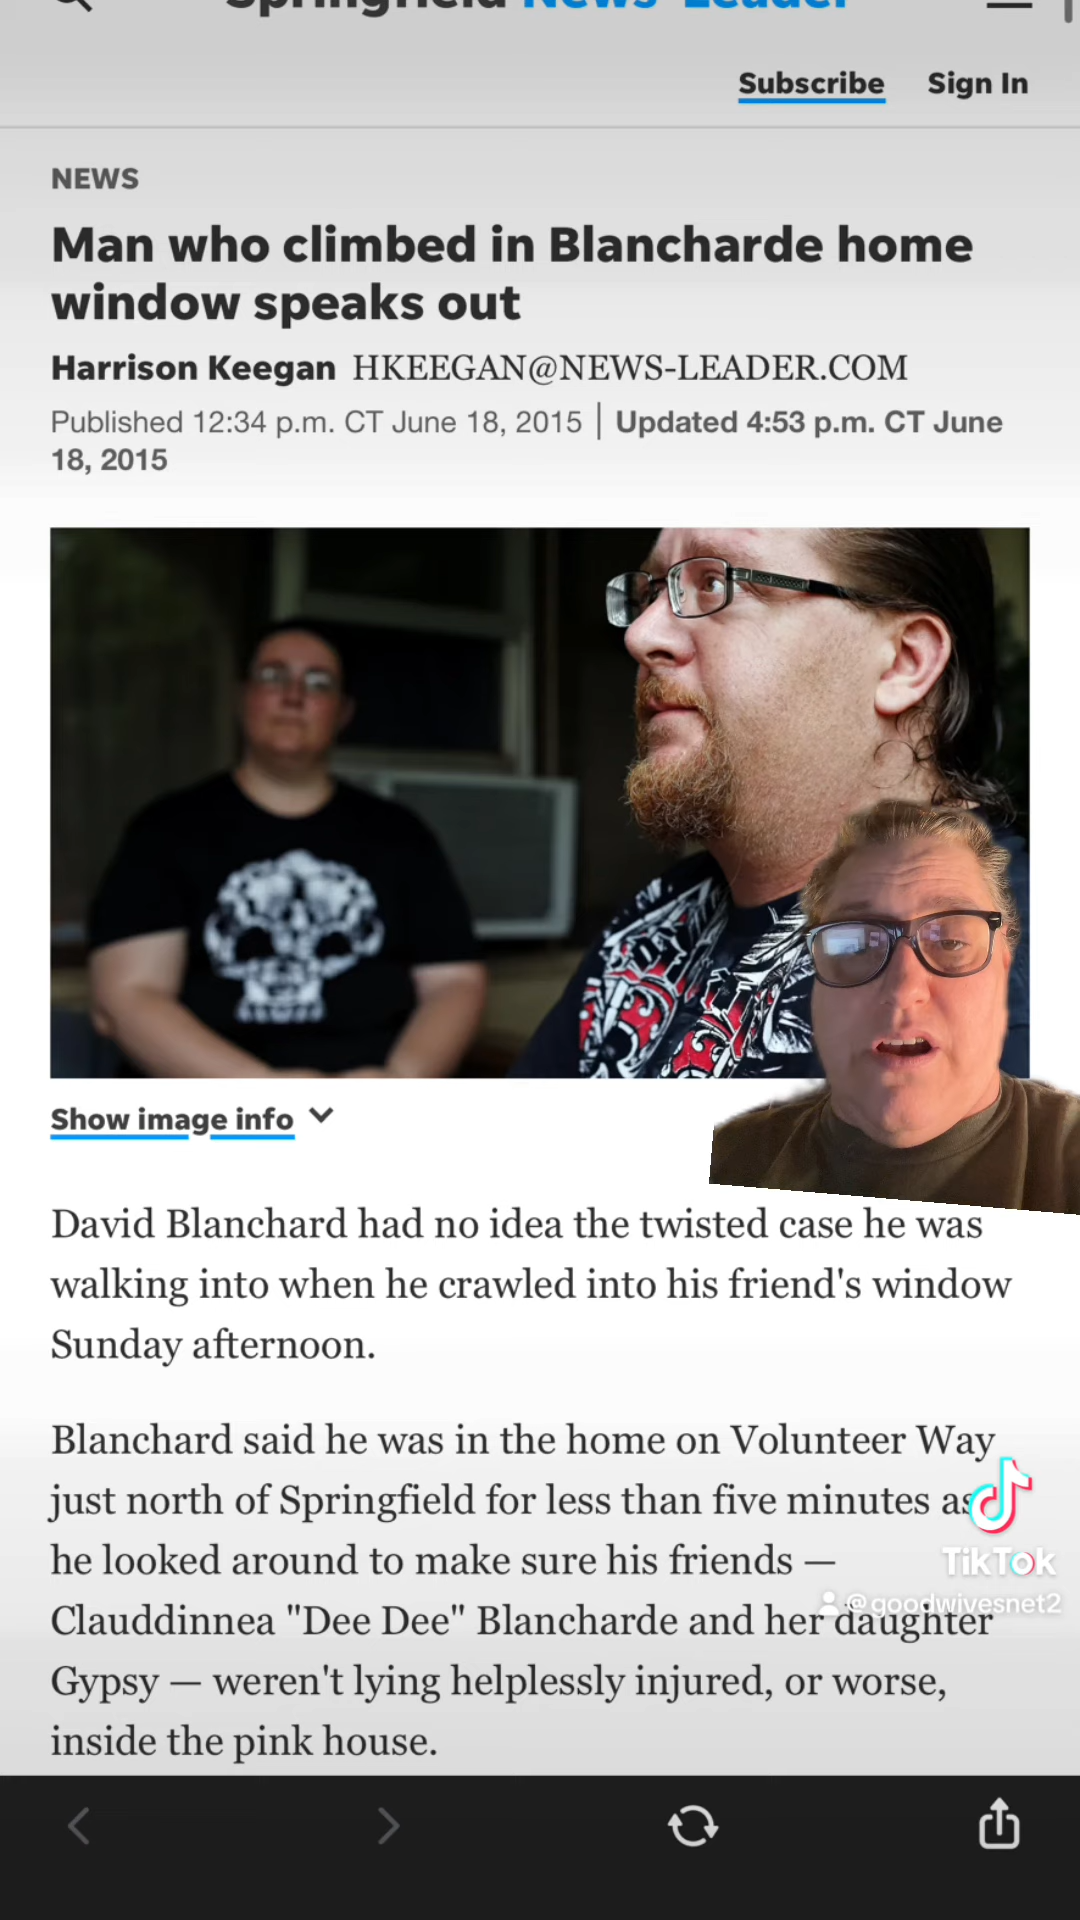 Springfield News-Leader
Subscribe Sign In
NEWS
Man who climbed in Blancharde home
window speaks out
Harrison Keegan HKEEGAN@NEWS-LEADER.COM
Published 12:34 p.m. CT June 18, 2015 | Updated 4:53 p.m. CT June
18, 2015
Show image info
David Blanchard had no idea the twisted case he was
walking into when he crawled into his friend's window
Sunday afternoon.
Blanchard said he was in the home on Volunteer Way
just north of Springfield for less than five minutes as
he looked around to make sure his friends —
Clauddinnea "Dee Dee" Blancharde and her daughter
Gypsy — weren't lying helplessly injured, or worse,
inside the pink house.
TikTok
@goodwivesnet2